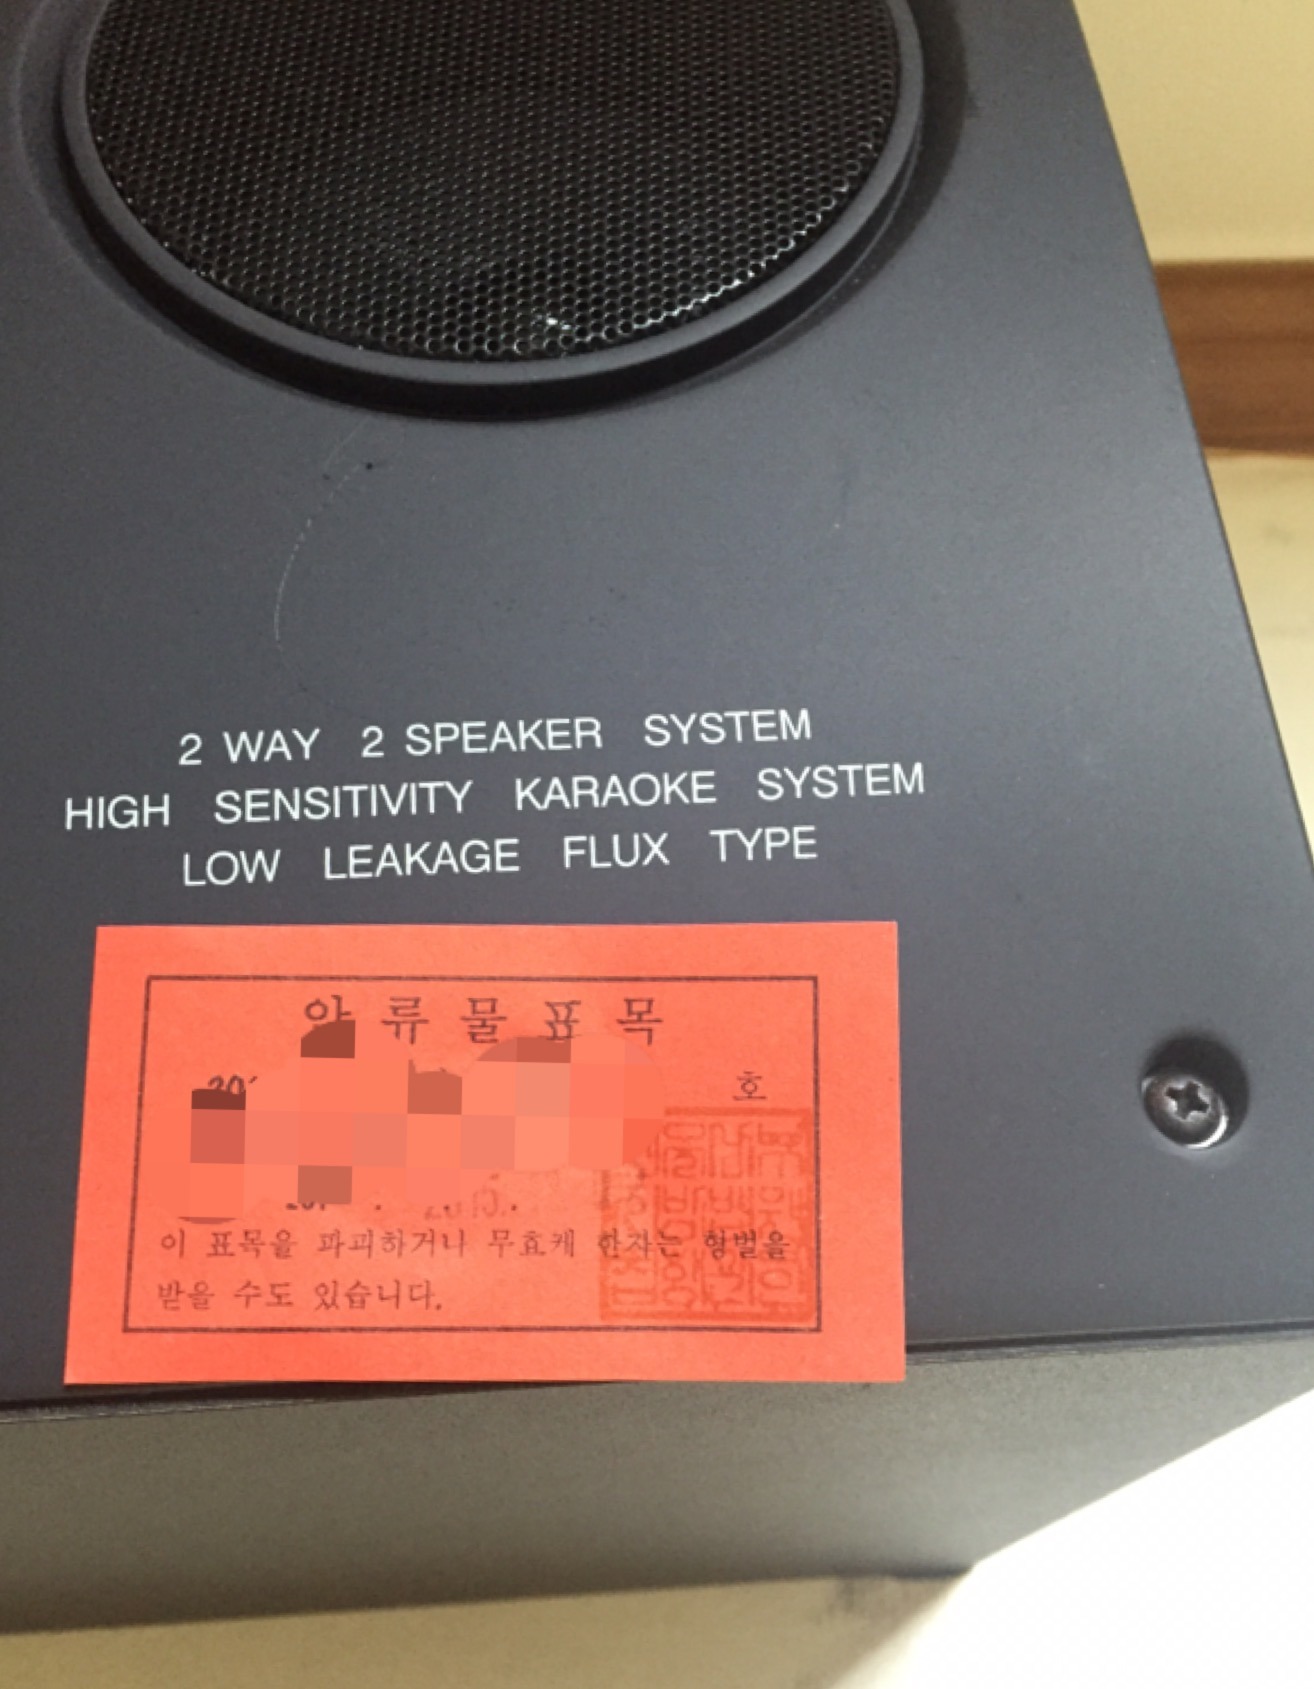 2 WAY 2 SPEAKER SYSTEM
HIGH SENSITIVITY KARAOKE SYSTEM
LOW LEAKAGE FLUX TYPE
압류물표목
호
이 표목을 파괴하거나 무효케 한자는 형벌을
받을 수도 있습니다.